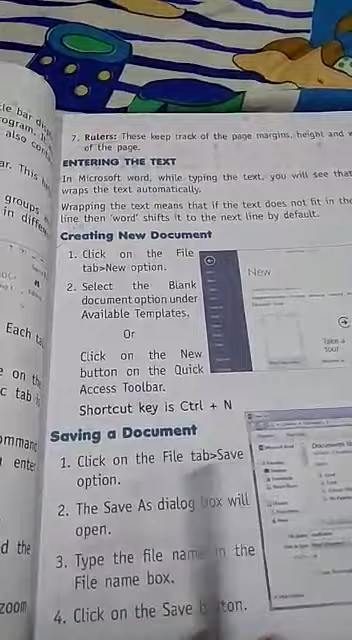 7. Rulers: These keep track of the page margins, height and
of the page.
ENTERING THE TEXT
In Microsoft word, while typing the text, you will see that
wraps the text automatically.
Wrapping the text means that if the text does not fit in the
line then 'word' shifts it to the next line by default.
Creating New Document
1. Click on the File
tab>New option.
2. Select the Blank
document option under
Available Templates.
Or
Click on the New
button on the Quick
Access Toolbar.
Shortcut key is Ctrl + N
New
Take a
tour
Saving a Document
1. Click on the File tab>Save
option.
2. The Save As dialog box will
open.
3. Type the file name in the
File name box.
4. Click on the Save button.
also
ar. This
groups
in
Each
on the
tab
enter
d the
zoom